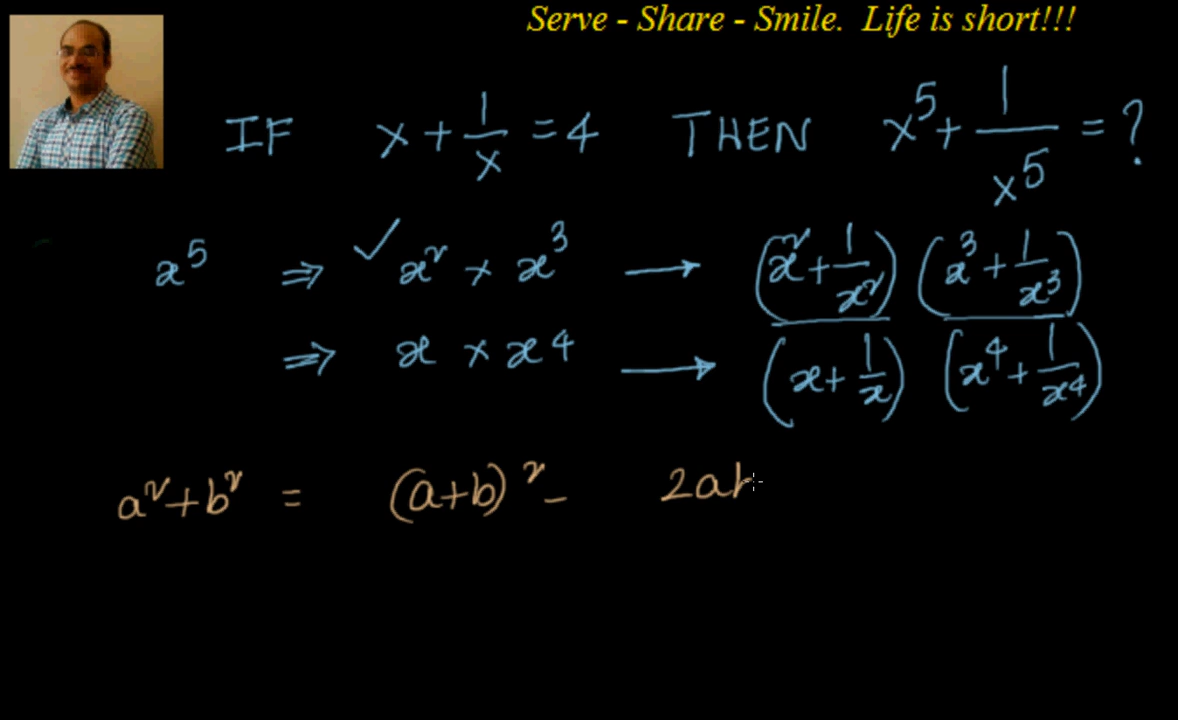 Serve - Share - Smile. Life is short!!!
IF x + 1/x = 4 THEN x⁵ + 1/x⁵ = ?
x⁵ ⇒ ✓ x² × x³ → (x² + 1/x²) (x³ + 1/x³)
⇒ x × x⁴ → (x + 1/x) (x⁴ + 1/x⁴)
a² + b² = (a+b)² - 2ab